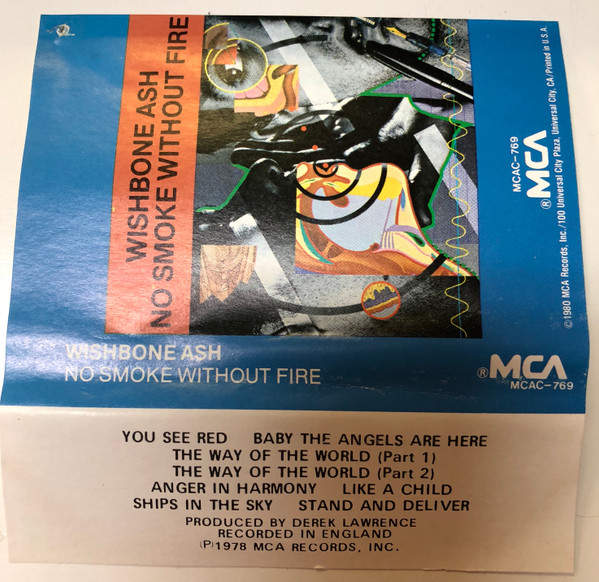 WISHBONE ASH
NO SMOKE WITHOUT FIRE
MCAC-769
®MCA
©1980 MCA Records, Inc./100 Universal City Plaza, Universal City, CA/Printed in U.S.A.
WISHBONE ASH
NO SMOKE WITHOUT FIRE
®MCA
MCAC-769
YOU SEE RED BABY THE ANGELS ARE HERE
THE WAY OF THE WORLD (Part 1)
THE WAY OF THE WORLD (Part 2)
ANGER IN HARMONY LIKE A CHILD
SHIPS IN THE SKY STAND AND DELIVER
PRODUCED BY DEREK LAWRENCE
RECORDED IN ENGLAND
(P)1978 MCA RECORDS, INC.